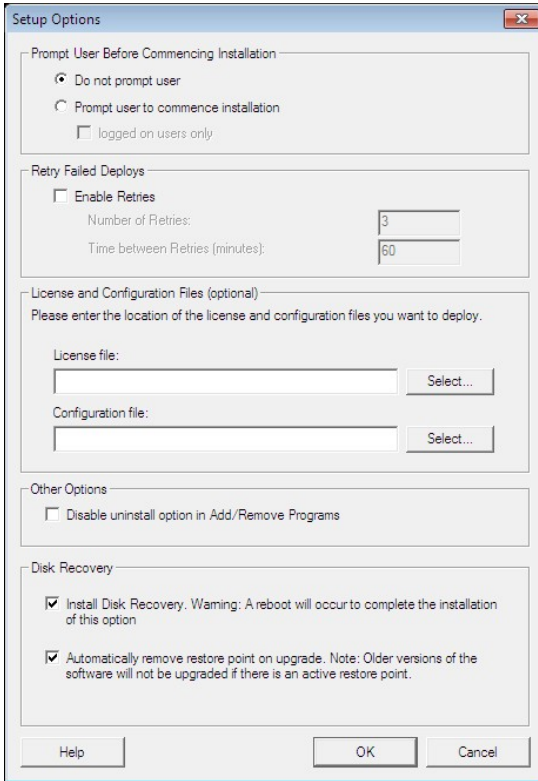 Setup Options
Prompt User Before Commencing Installation
Do not prompt user
Prompt user to commence installation
logged on users only
Retry Failed Deploys
Enable Retries
Number of Retries:
3
Time between Retries (minutes):
60
License and Configuration Files (optional)
Please enter the location of the license and configuration files you want to deploy.
License file:
Select...
Configuration file:
Select...
Other Options
Disable uninstall option in Add/Remove Programs
Disk Recovery
Install Disk Recovery. Warning: A reboot will occur to complete the installation
of this option
Automatically remove restore point on upgrade. Note: Older versions of the
software will not be upgraded if there is an active restore point.
Help
OK
Cancel